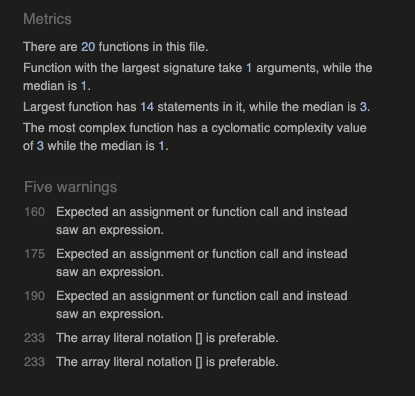 Metrics
There are 20 functions in this file.
Function with the largest signature take 1 arguments, while the
median is 1.
Largest function has 14 statements in it, while the median is 3.
The most complex function has a cyclomatic complexity value
of 3 while the median is 1.
Five warnings
160 Expected an assignment or function call and instead
saw an expression.
175 Expected an assignment or function call and instead
saw an expression.
190 Expected an assignment or function call and instead
saw an expression.
233 The array literal notation [] is preferable.
233 The array literal notation [] is preferable.